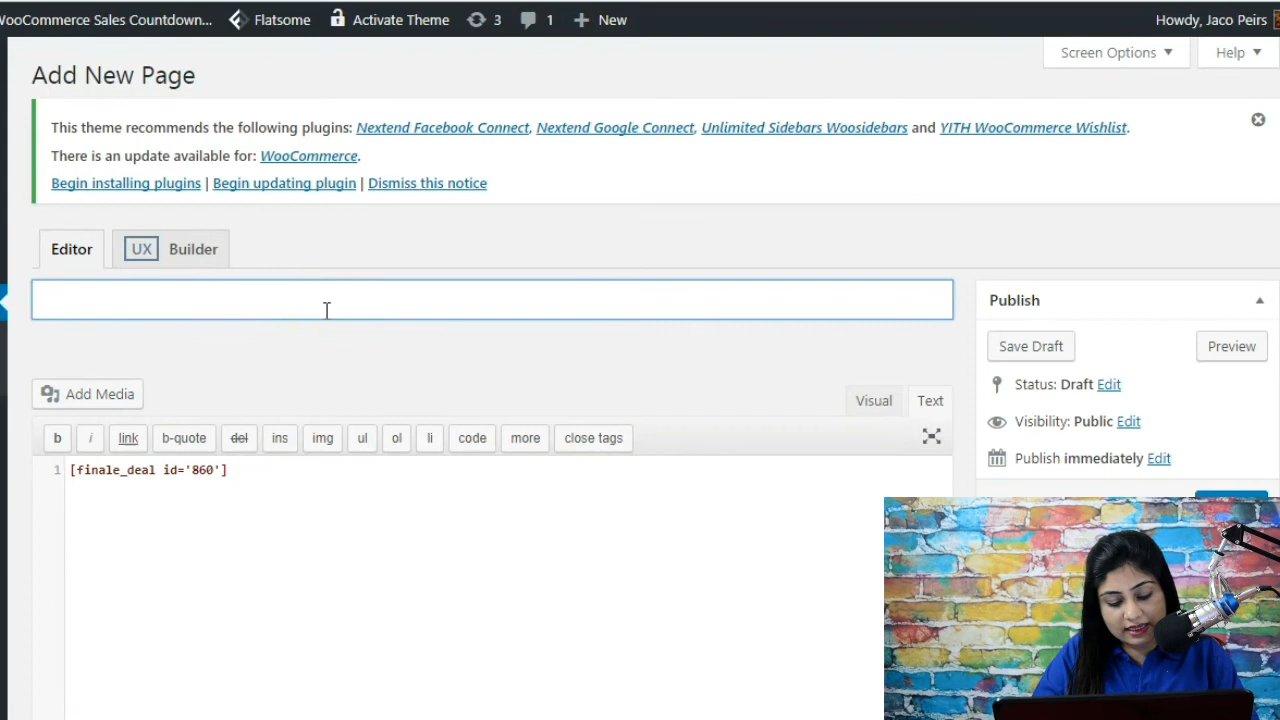 WooCommerce Sales Countdown... Flatsome Activate Theme 3 1 New Howdy, Jaco Peirs
Screen Options Help
Add New Page
This theme recommends the following plugins: Nextend Facebook Connect, Nextend Google Connect, Unlimited Sidebars Woosidebars and YITH WooCommerce Wishlist.
There is an update available for: WooCommerce.
Begin installing plugins | Begin updating plugin | Dismiss this notice
Editor UX Builder
Publish
Save Draft Preview
Status: Draft Edit
Add Media Visual Text
Visibility: Public Edit
b i link b-quote del ins img ul ol li code more close tags
Publish immediately Edit
1 [finale_deal id='860']